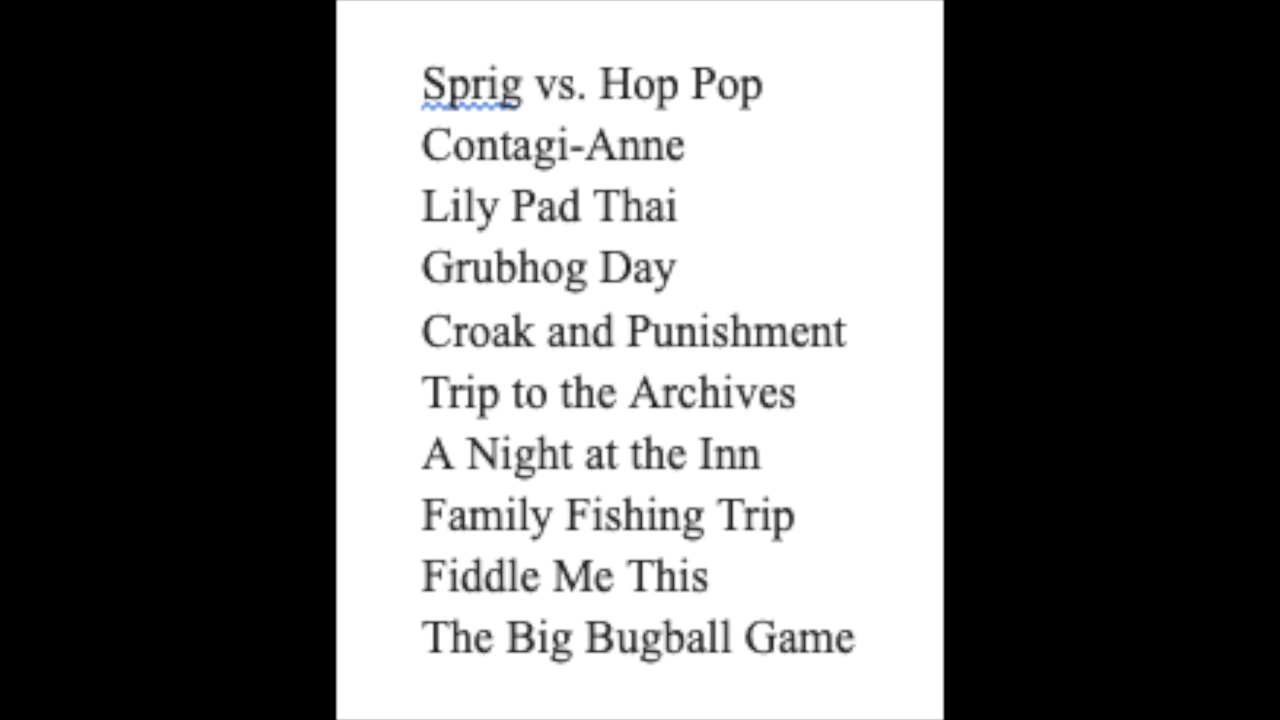 Sprig vs. Hop Pop
Contagi-Anne
Lily Pad Thai
Grubhog Day
Croak and Punishment
Trip to the Archives
A Night at the Inn
Family Fishing Trip
Fiddle Me This
The Big Bugball Game